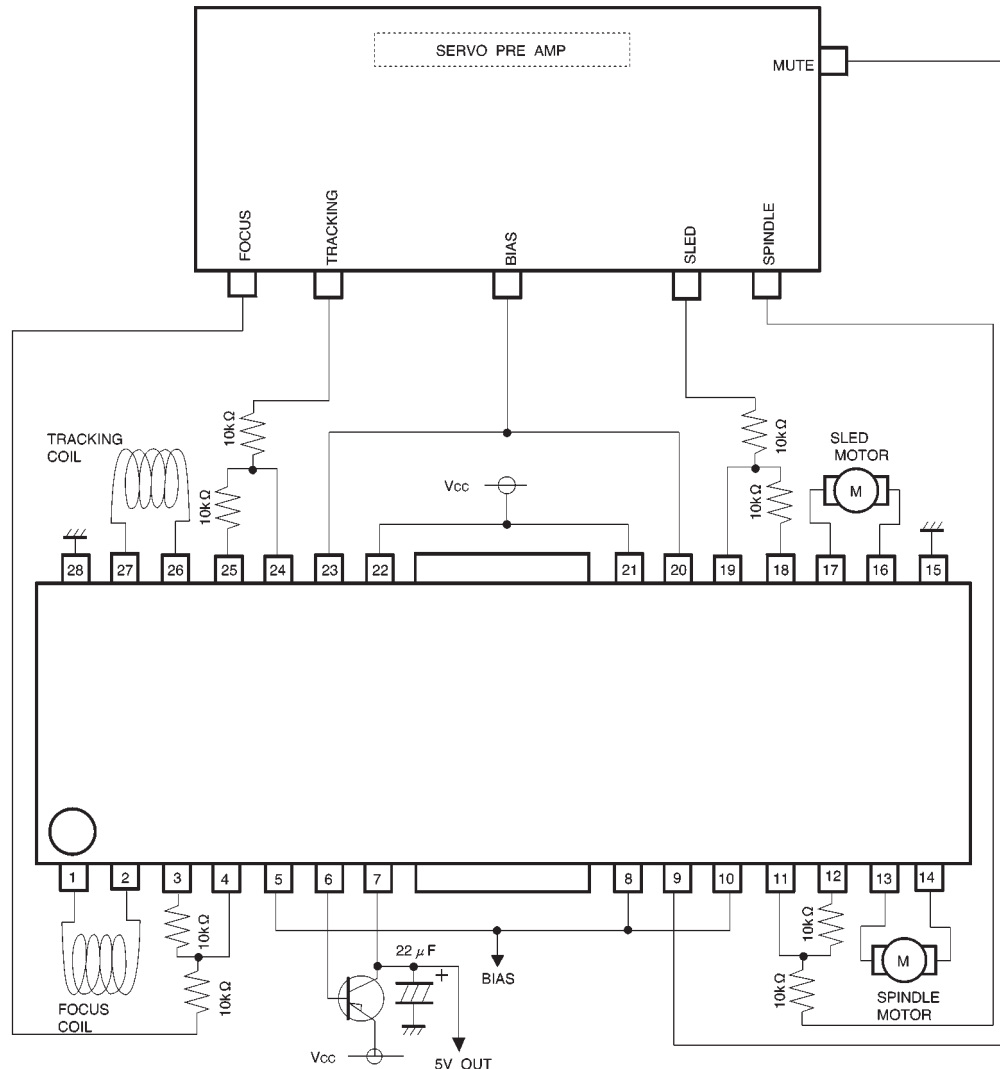 SERVO PRE AMP
MUTE
FOCUS
TRACKING
BIAS
SLED
SPINDLE
10kΩ
10kΩ
TRACKING
COIL
SLED
MOTOR
M
Vcc
10kΩ
10kΩ
28
27
26
25
24
23
22
21
20
19
18
17
16
15
1
2
3
4
5
6
7
8
9
10
11
12
13
14
10kΩ
10kΩ
22 μF
+
BIAS
10kΩ
10kΩ
M
FOCUS
COIL
SPINDLE
MOTOR
Vcc
5V OUT